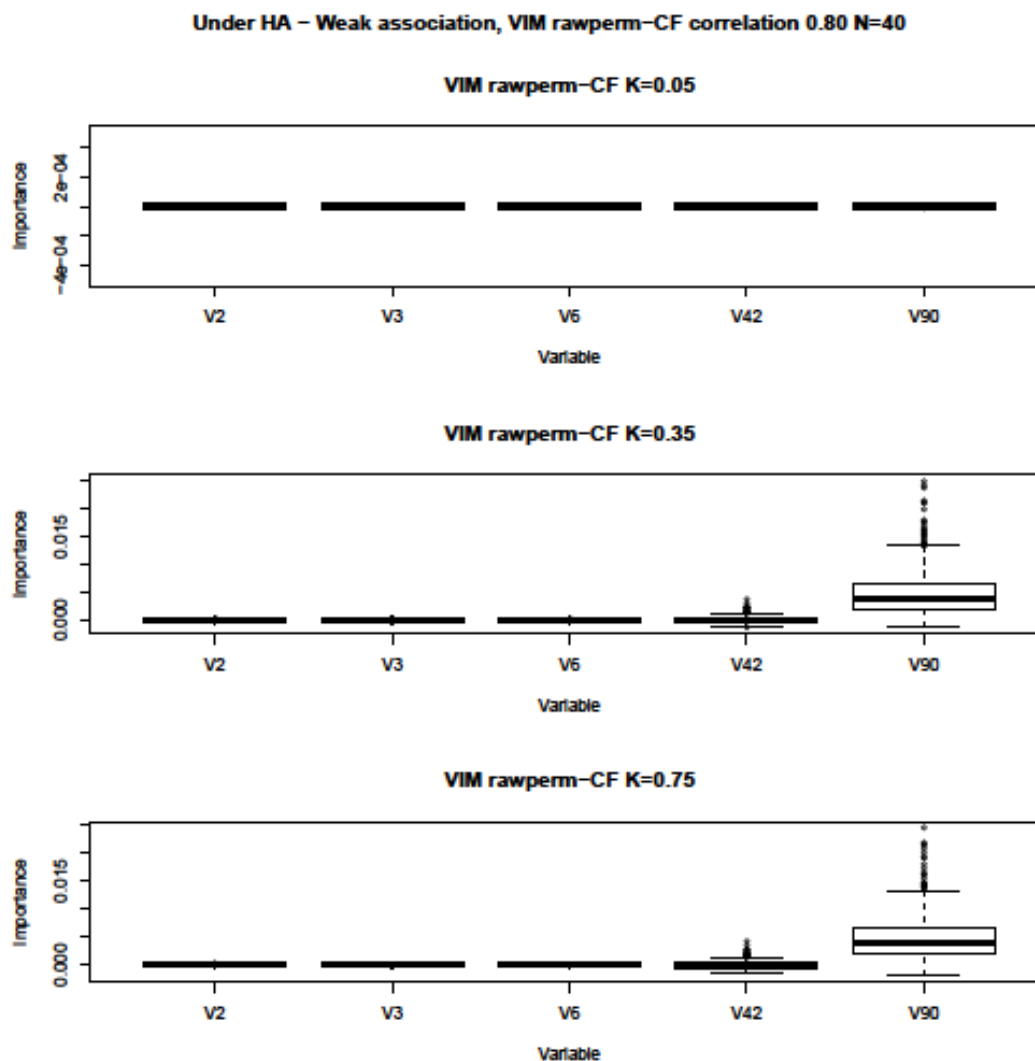 Under HA − Weak association, VIM rawperm−CF correlation 0.80 N=40
VIM rawperm−CF K=0.05
Importance
2e−04
−4e−04
V2 V3 V6 V42 V90
Variable
VIM rawperm−CF K=0.35
Importance
0.015
0.000
V2 V3 V6 V42 V90
Variable
VIM rawperm−CF K=0.75
Importance
0.015
0.000
V2 V3 V6 V42 V90
Variable